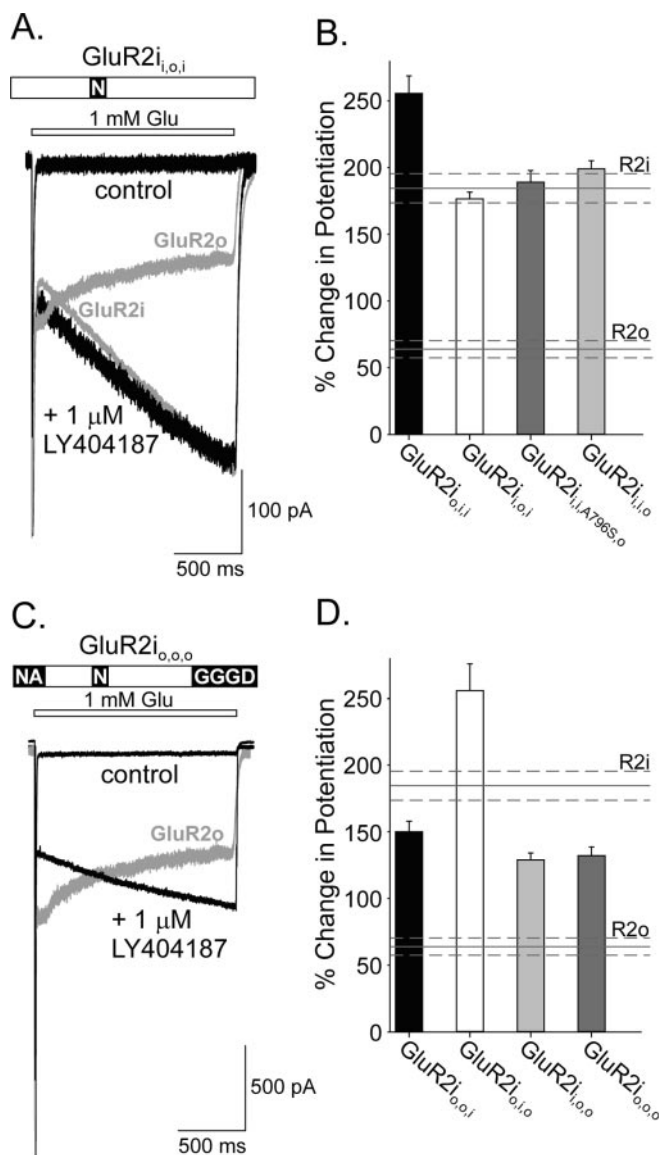 A.
GluR2i i,o,i
N
1 mM Glu
control
GluR2o
GluR2i
+ 1 μM
LY404187
100 pA
500 ms
B.
% Change in Potentiation
250
200
150
100
50
0
R2i
R2o
GluR2i o,i,i
GluR2i i,o,i
GluR2i i,i,A796S,o
GluR2i i,i,o
C.
GluR2i o,o,o
NA N GGGD
1 mM Glu
control
GluR2o
+ 1 μM
LY404187
500 pA
500 ms
D.
% Change in Potentiation
250
200
150
100
50
0
R2i
R2o
GluR2i o,o,i
GluR2i o,i,o
GluR2i i,o,o
GluR2i o,o,o